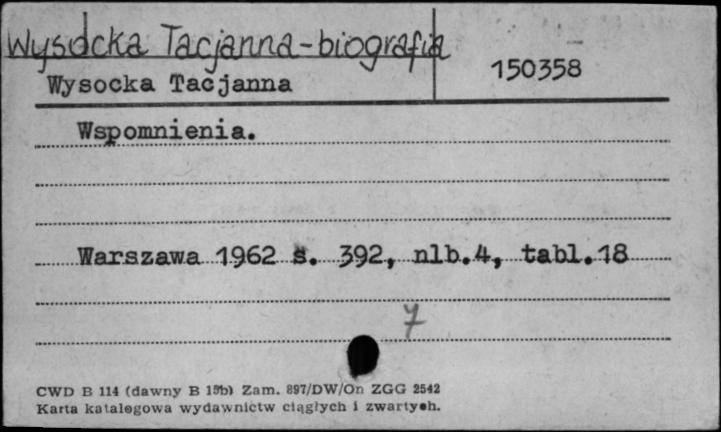 Wysocka Tacjanna-biografia
Wysocka Tacjanna 150358
Wspomnienia.
Warszawa 1962 s. 392, nlb.4, tabl.18
7
CWD B 114 (dawny B 15b) Zam. 897/DW/On ZGG 2542
Karta katalogowa wydawnictw ciągłych i zwartych.